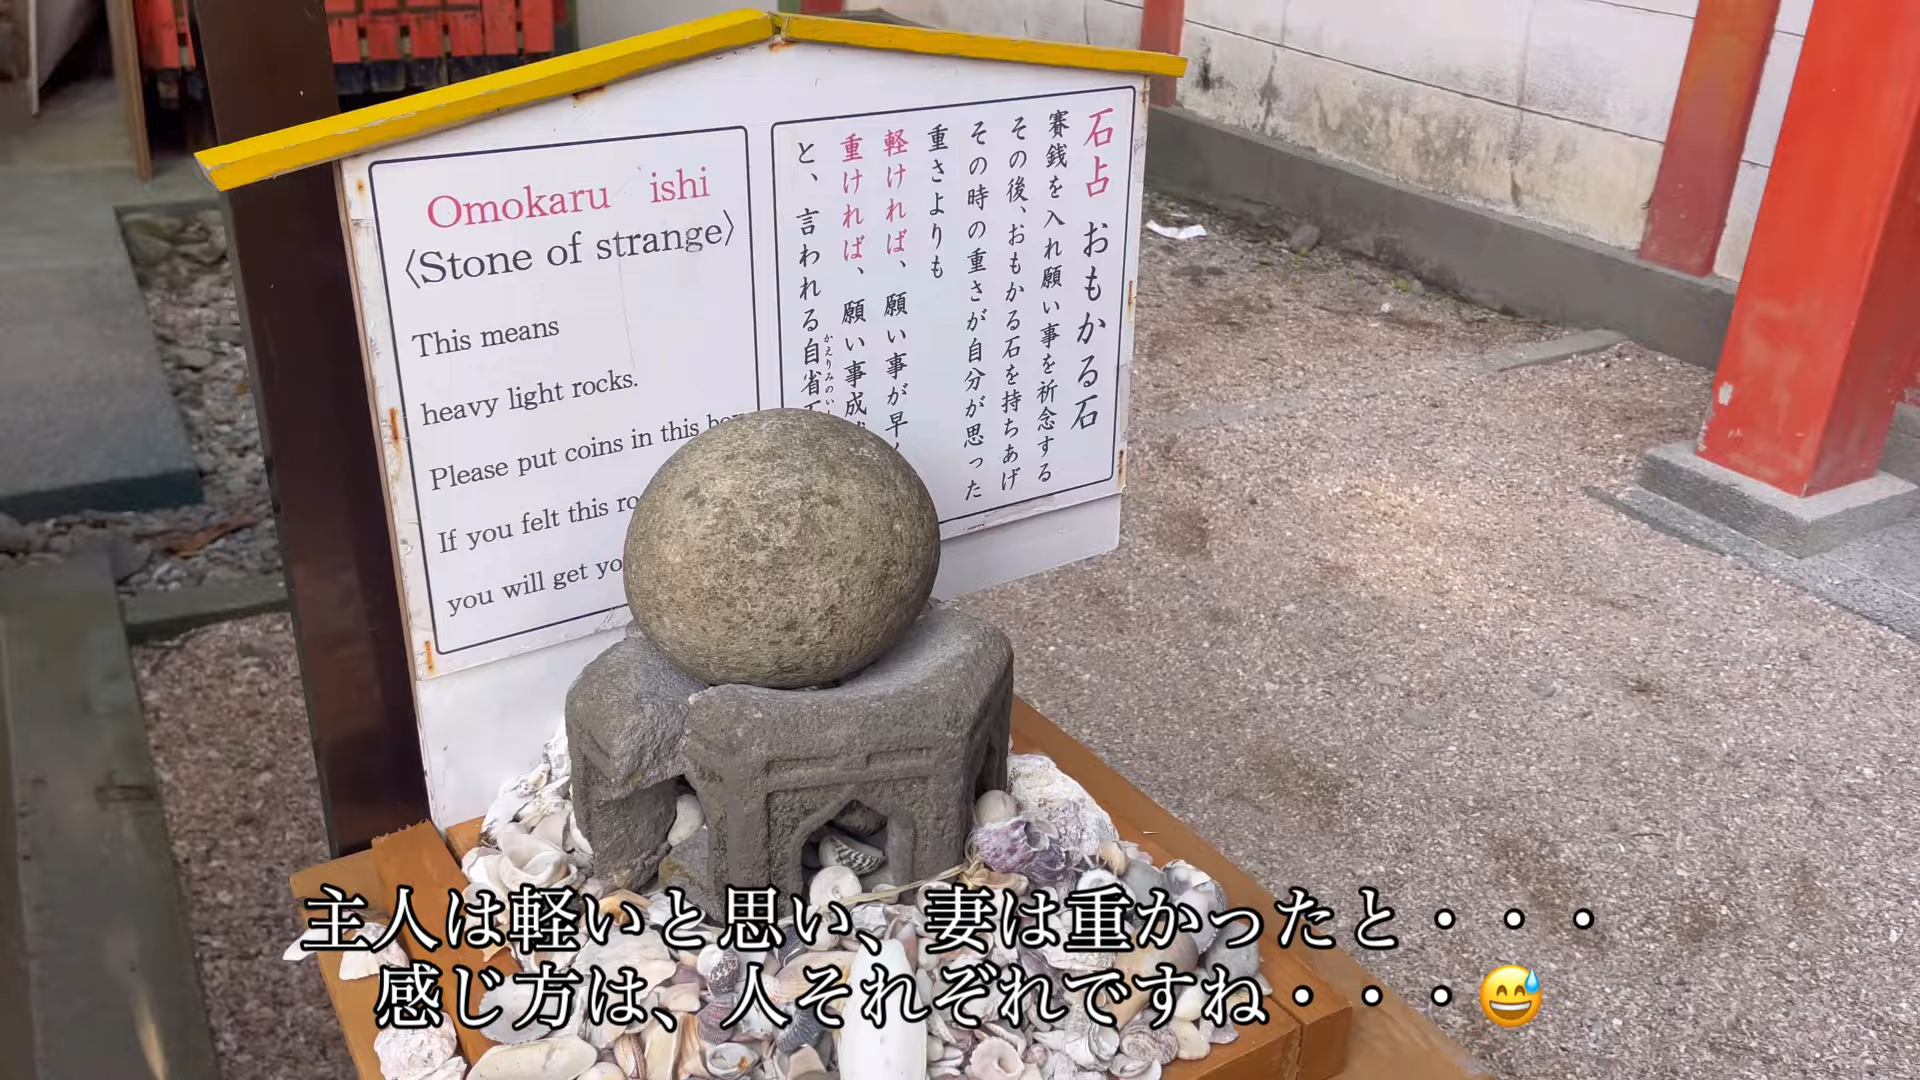 Omokaru ishi
〈Stone of strange〉
This means
heavy light rocks.
Please put coins in this
If you felt this
you will get
石占 おもかる石
賽銭を入れ願い事を祈念する
その後、おもかる石を持ちあげ
その時の重さが自分が思った
重さよりも
軽ければ、願い事が早
重ければ、願い事成
と、言われる自省
かえりみのい
主人は軽いと思い、妻は重かったと・・・
感じ方は、人それぞれですね・・・😅